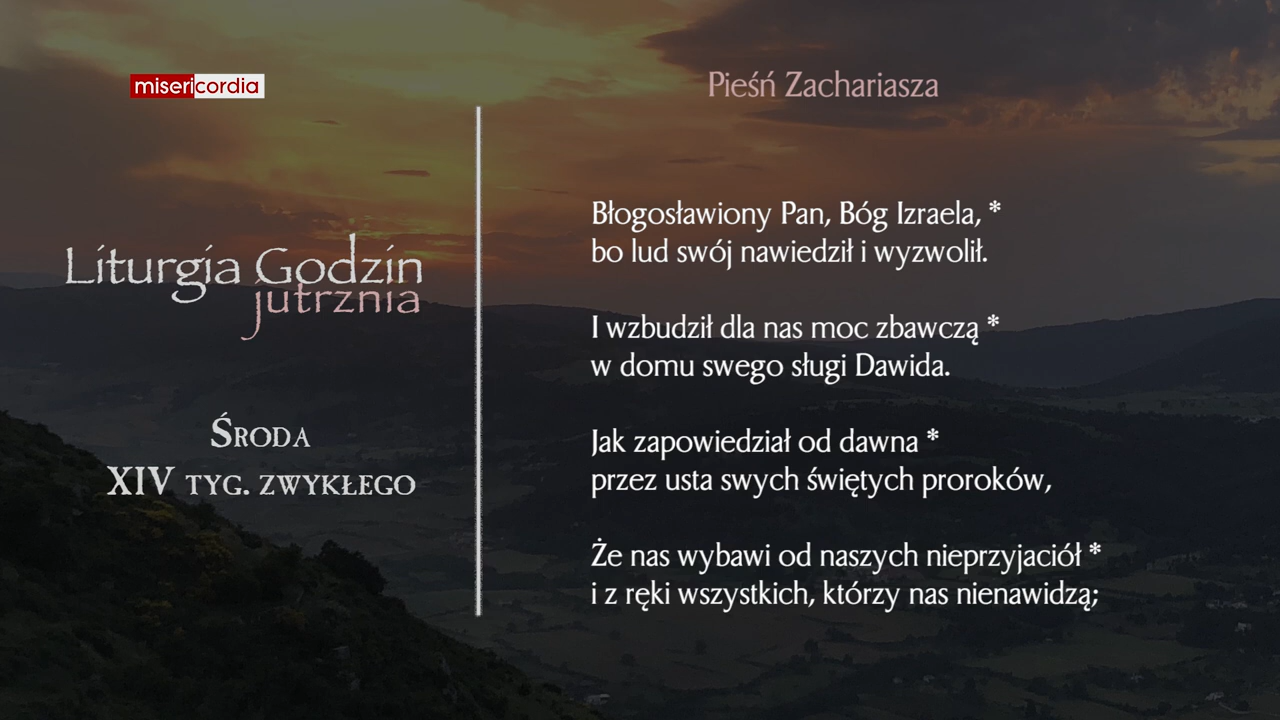 misericordia
Liturgia Godzin
jutrznia
Środa
XIV tyg. zwykłego
Pieśń Zachariasza
Błogosławiony Pan, Bóg Izraela, *
bo lud swój nawiedził i wyzwolił.
I wzbudził dla nas moc zbawczą *
w domu swego sługi Dawida.
Jak zapowiedział od dawna *
przez usta swych świętych proroków,
Że nas wybawi od naszych nieprzyjaciół *
i z ręki wszystkich, którzy nas nienawidzą;